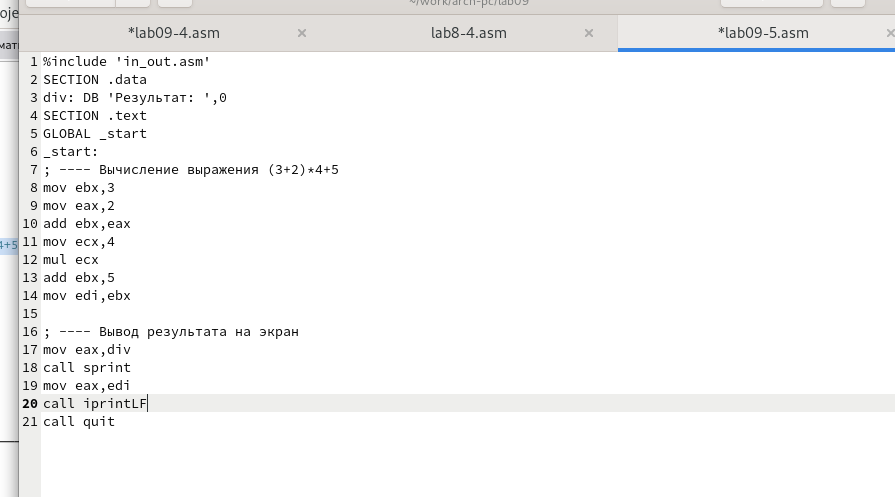 ~/work/arch-pc/lab09
*lab09-4.asm
lab8-4.asm
*lab09-5.asm
1 %include 'in_out.asm'
2 SECTION .data
3 div: DB 'Результат: ',0
4 SECTION .text
5 GLOBAL _start
6 _start:
7 ; ---- Вычисление выражения (3+2)*4+5
8 mov ebx,3
9 mov eax,2
10 add ebx,eax
11 mov ecx,4
12 mul ecx
13 add ebx,5
14 mov edi,ebx
15
16 ; ---- Вывод результата на экран
17 mov eax,div
18 call sprint
19 mov eax,edi
20 call iprintLF
21 call quit
4+5